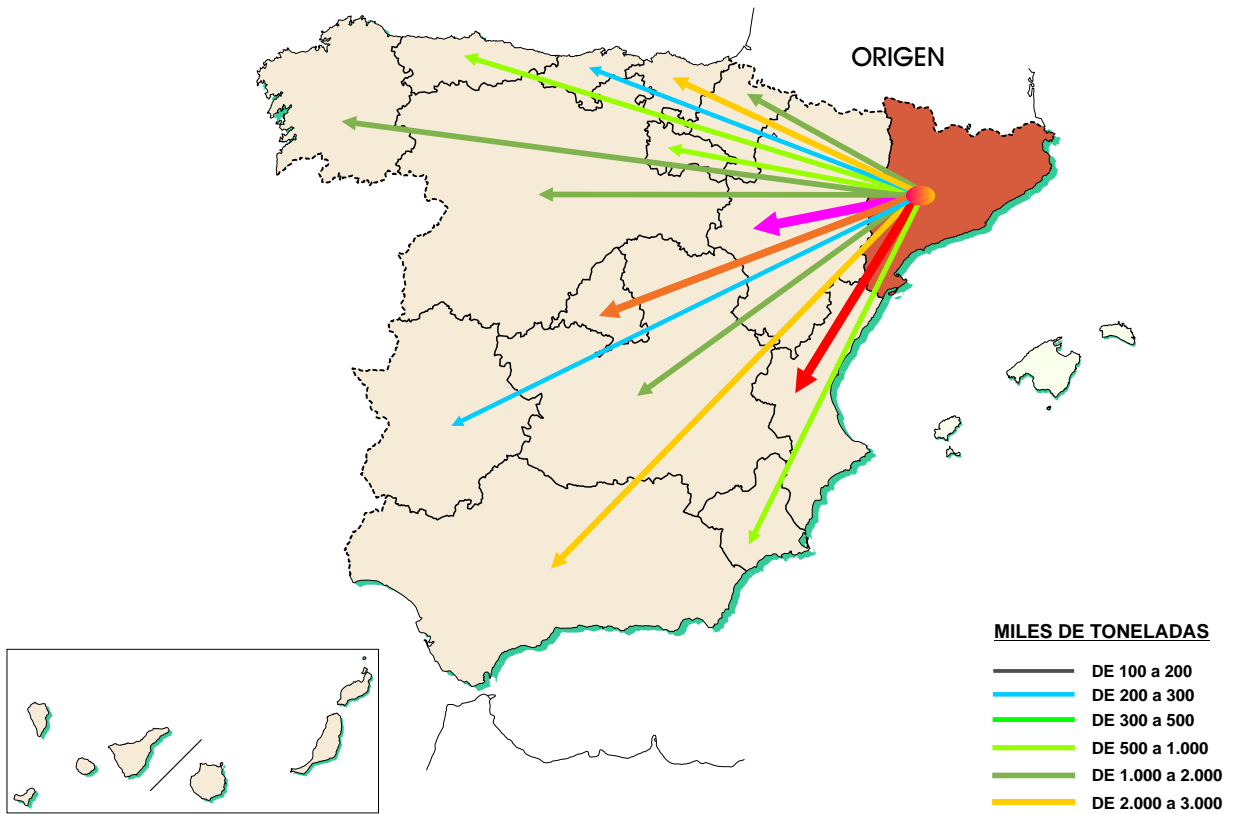 ORIGEN
MILES DE TONELADAS
DE 100 a 200
DE 200 a 300
DE 300 a 500
DE 500 a 1.000
DE 1.000 a 2.000
DE 2.000 a 3.000